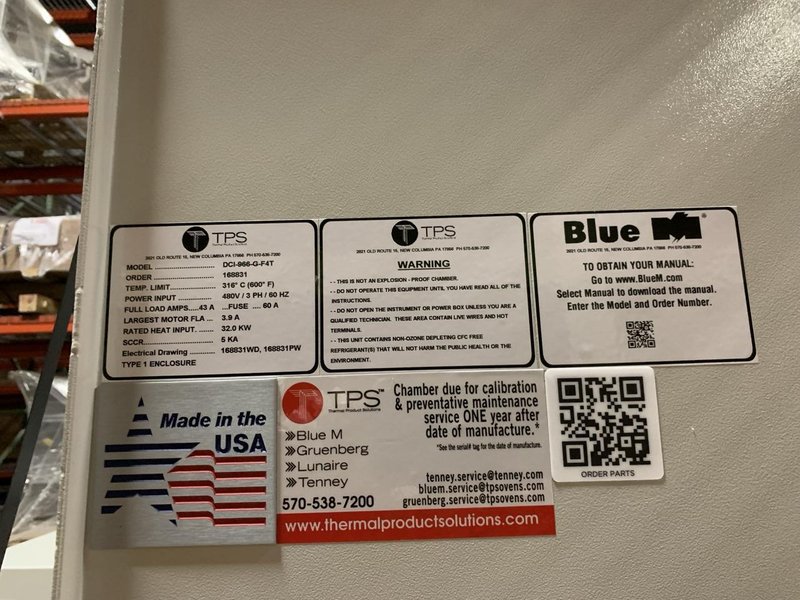 TPS
Thermal Product Solutions
2821 OLD ROUTE 15, NEW COLUMBIA PA 17856 PH 570-538-7200
MODEL ............................ DCI-966-G-F4T
ORDER ............................ 168831
TEMP. LIMIT..................... 316° C (600° F)
POWER INPUT ................ 480V / 3 PH / 60 HZ
FULL LOAD AMPS.....43 A ...FUSE .... 60 A
LARGEST MOTOR FLA ... 3.9 A
RATED HEAT INPUT. ....... 32.0 KW
SCCR................................ 5 KA
Electrical Drawing ............ 168831WD, 168831PW
TYPE 1 ENCLOSURE
TPS
2821 OLD ROUTE 15, NEW COLUMBIA PA 17856 PH 570-538-7200
WARNING
- - THIS IS NOT AN EXPLOSION - PROOF CHAMBER.
- - DO NOT OPERATE THIS EQUIPMENT UNTIL YOU HAVE READ ALL OF THE
INSTRUCTIONS.
- - DO NOT OPEN THE INSTRUMENT OR POWER BOX UNLESS YOU ARE A
QUALIFIED TECHNICIAN. THESE AREA CONTAIN LIVE WIRES AND HOT
TERMINALS.
- - THIS UNIT CONTAINS NON-OZONE DEPLETING CFC FREE
REFRIGERANT(S) THAT WILL NOT HARM THE PUBLIC HEALTH OR THE
ENVIRONMENT.
Blue M®
2821 OLD ROUTE 15, NEW COLUMBIA PA 17856 PH 570-538-7200
TO OBTAIN YOUR MANUAL:
Go to www.BlueM.com
Select Manual to download the manual.
Enter the Model and Order Number.
Made in the
USA
TPS™
Thermal Product Solutions
Blue M
Gruenberg
Lunaire
Tenney
570-538-7200
Chamber due for calibration
& preventative maintenance
service ONE year after
date of manufacture.*
*See the serial# tag for the date of manufacture.
tenney.service@tenney.com
bluem.service@tpsovens.com
gruenberg.service@tpsovens.com
www.thermalproductsolutions.com
ORDER PARTS